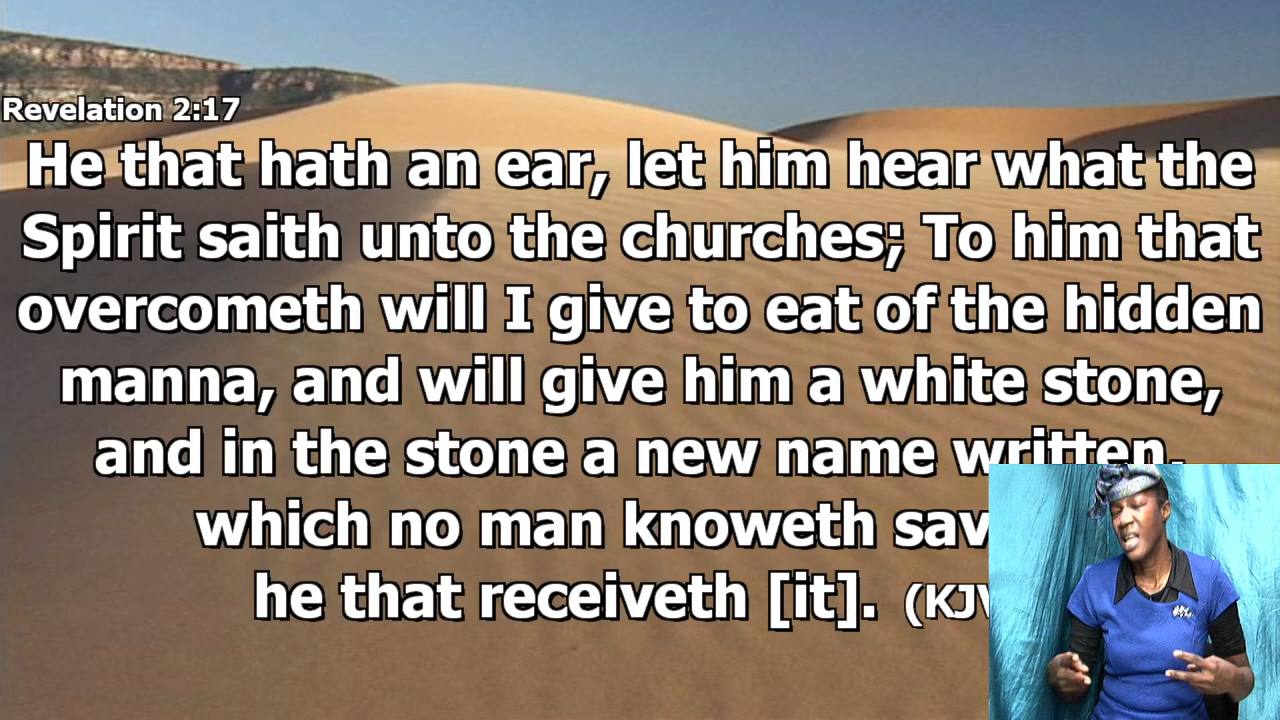 Revelation 2:17
He that hath an ear, let him hear what the
Spirit saith unto the churches; To him that
overcometh will I give to eat of the hidden
manna, and will give him a white stone,
and in the stone a new name written,
which no man knoweth
he that receiveth [it].